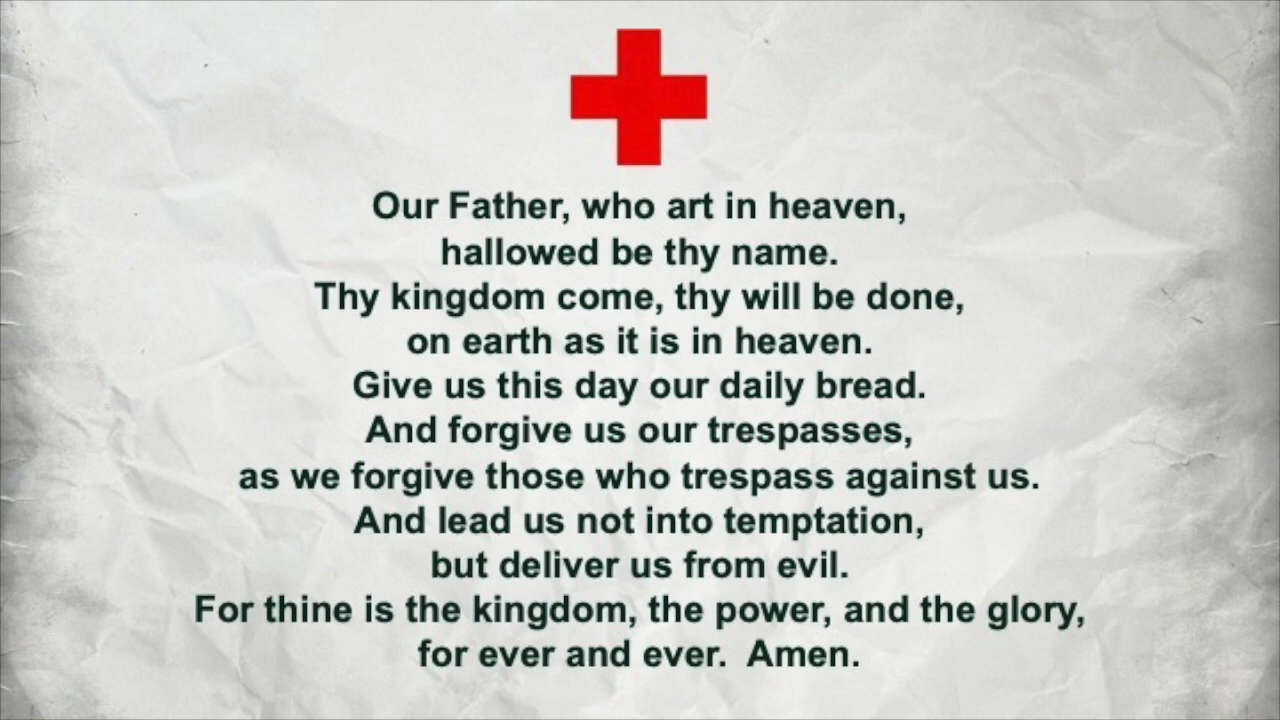 Our Father, who art in heaven,
hallowed be thy name.
Thy kingdom come, thy will be done,
on earth as it is in heaven.
Give us this day our daily bread.
And forgive us our trespasses,
as we forgive those who trespass against us.
And lead us not into temptation,
but deliver us from evil.
For thine is the kingdom, the power, and the glory,
for ever and ever.  Amen.